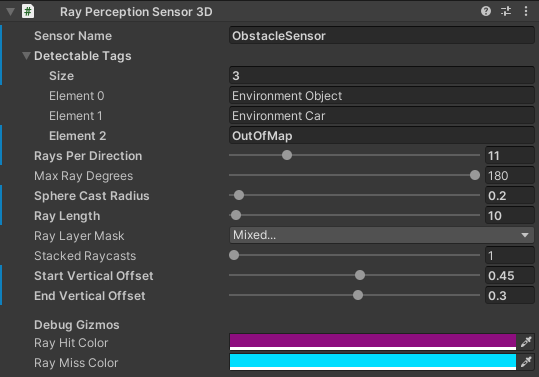 Ray Perception Sensor 3D
Sensor Name ObstacleSensor
Detectable Tags
Size 3
Element 0 Environment Object
Element 1 Environment Car
Element 2 OutOfMap
Rays Per Direction 11
Max Ray Degrees 180
Sphere Cast Radius 0.2
Ray Length 10
Ray Layer Mask Mixed...
Stacked Raycasts 1
Start Vertical Offset 0.45
End Vertical Offset 0.3
Debug Gizmos
Ray Hit Color
Ray Miss Color